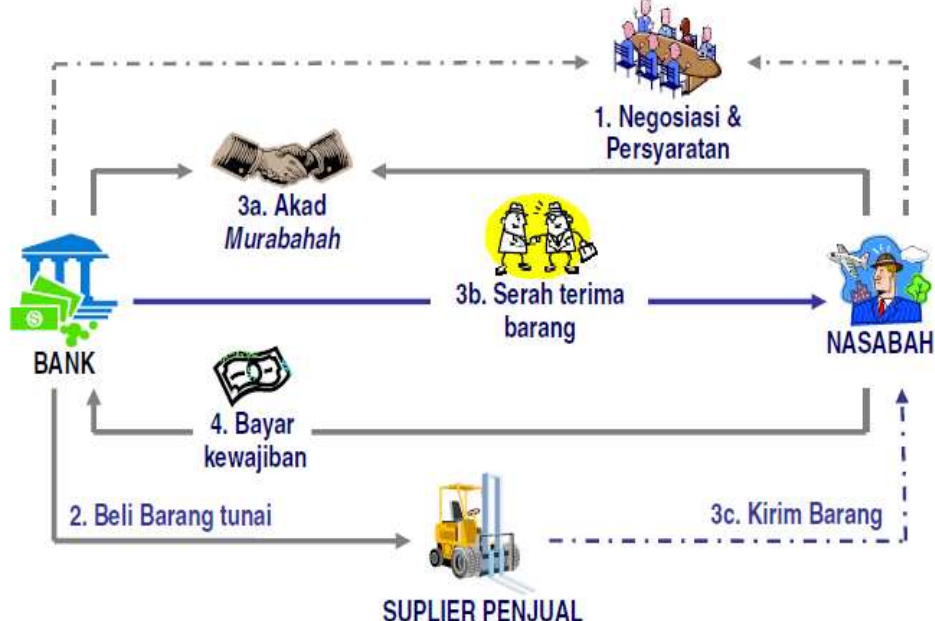 1. Negosiasi &
Persyaratan
3a. Akad
Murabahah
3b. Serah terima
barang
BANK
NASABAH
4. Bayar
kewajiban
2. Beli Barang tunai
3c. Kirim Barang
SUPLIER PENJUAL